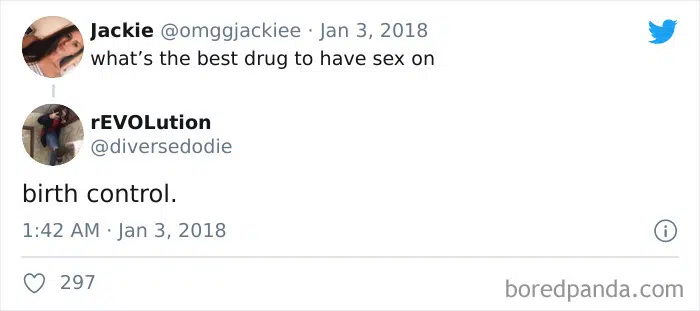 Jackie @omggjackiee · Jan 3, 2018
what’s the best drug to have sex on
rEVOLution
@diversedodie
birth control.
1:42 AM · Jan 3, 2018
297
boredpanda.com